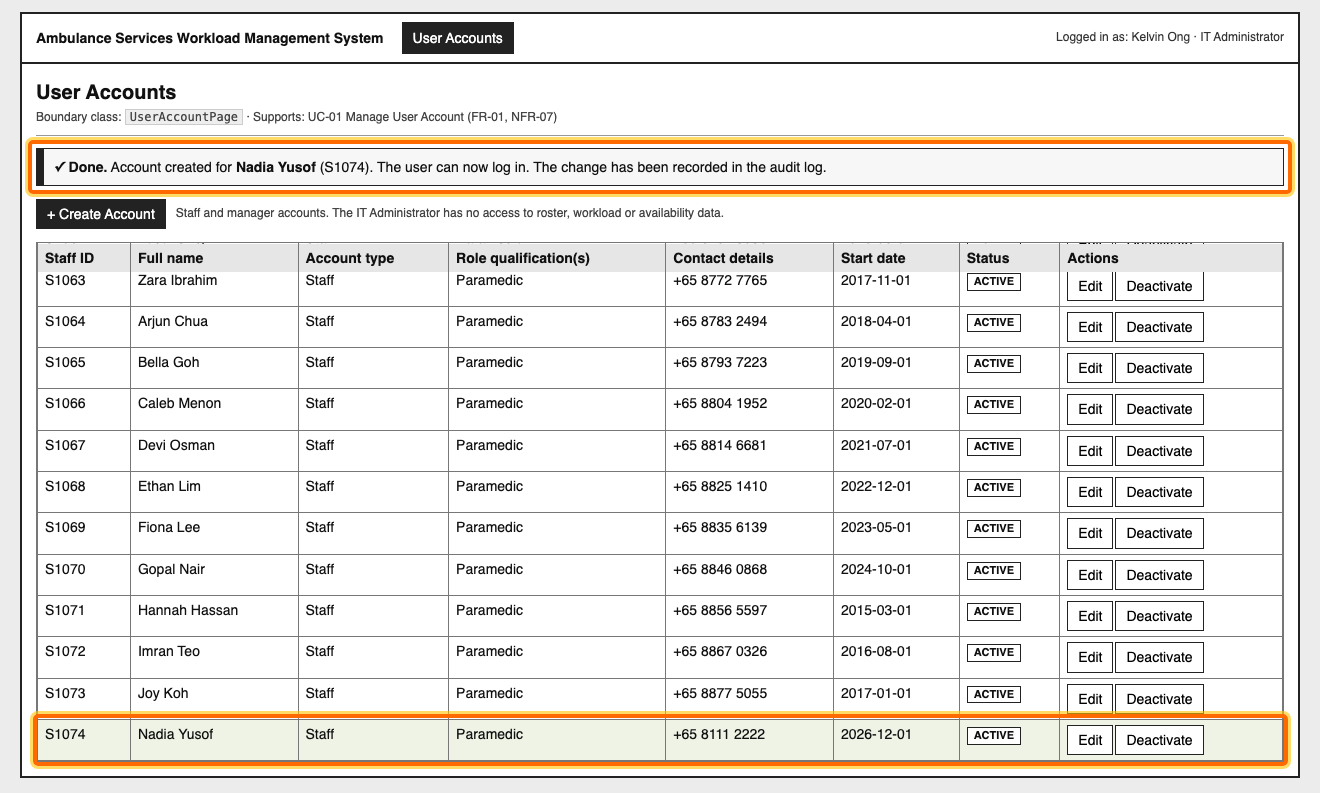 Ambulance Services Workload Management System User Accounts Logged in as: Kelvin Ong · IT Administrator
User Accounts
Boundary class: UserAccountPage · Supports: UC-01 Manage User Account (FR-01, NFR-07)
✓ Done. Account created for Nadia Yusof (S1074). The user can now log in. The change has been recorded in the audit log.
+ Create Account Staff and manager accounts. The IT Administrator has no access to roster, workload or availability data.
Staff ID Full name Account type Role qualification(s) Contact details Start date Status Actions
S1063 Zara Ibrahim Staff Paramedic +65 8772 7765 2017-11-01 ACTIVE Edit Deactivate
S1064 Arjun Chua Staff Paramedic +65 8783 2494 2018-04-01 ACTIVE Edit Deactivate
S1065 Bella Goh Staff Paramedic +65 8793 7223 2019-09-01 ACTIVE Edit Deactivate
S1066 Caleb Menon Staff Paramedic +65 8804 1952 2020-02-01 ACTIVE Edit Deactivate
S1067 Devi Osman Staff Paramedic +65 8814 6681 2021-07-01 ACTIVE Edit Deactivate
S1068 Ethan Lim Staff Paramedic +65 8825 1410 2022-12-01 ACTIVE Edit Deactivate
S1069 Fiona Lee Staff Paramedic +65 8835 6139 2023-05-01 ACTIVE Edit Deactivate
S1070 Gopal Nair Staff Paramedic +65 8846 0868 2024-10-01 ACTIVE Edit Deactivate
S1071 Hannah Hassan Staff Paramedic +65 8856 5597 2015-03-01 ACTIVE Edit Deactivate
S1072 Imran Teo Staff Paramedic +65 8867 0326 2016-08-01 ACTIVE Edit Deactivate
S1073 Joy Koh Staff Paramedic +65 8877 5055 2017-01-01 ACTIVE Edit Deactivate
S1074 Nadia Yusof Staff Paramedic +65 8111 2222 2026-12-01 ACTIVE Edit Deactivate